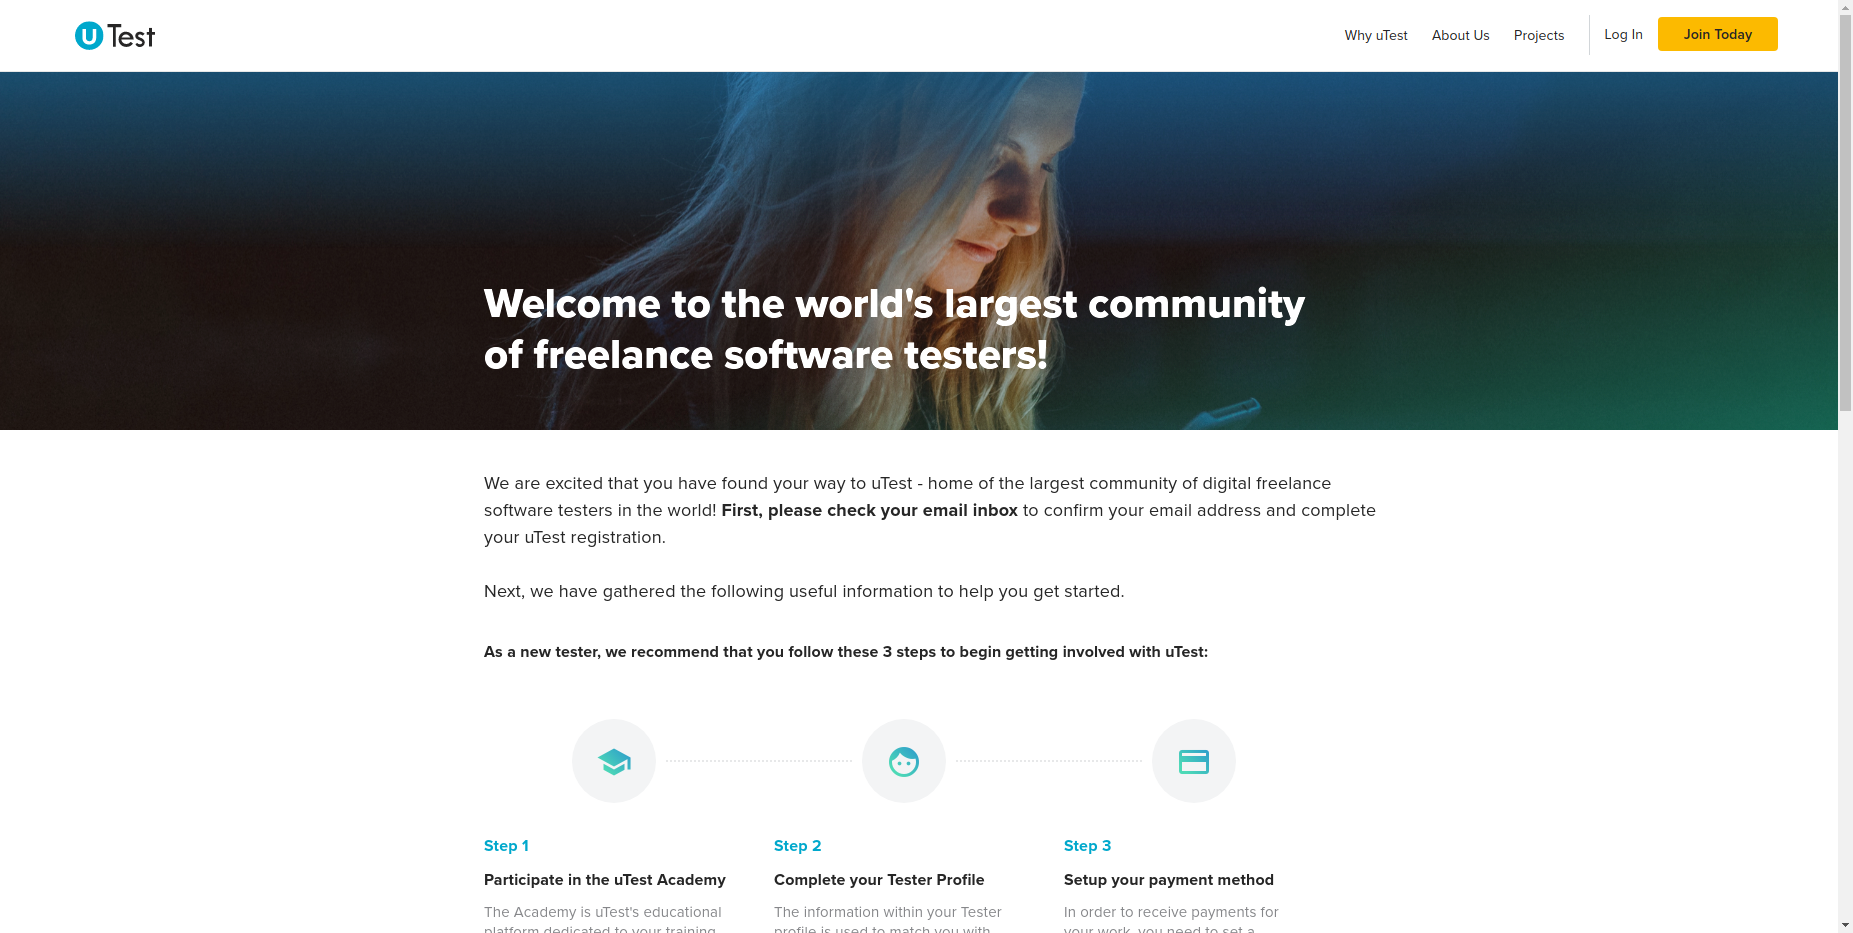 uTest
Why uTest
About Us
Projects
Log In
Join Today
Welcome to the world's largest community
of freelance software testers!
We are excited that you have found your way to uTest - home of the largest community of digital freelance
software testers in the world! First, please check your email inbox to confirm your email address and complete
your uTest registration.
Next, we have gathered the following useful information to help you get started.
As a new tester, we recommend that you follow these 3 steps to begin getting involved with uTest:
Step 1
Participate in the uTest Academy
The Academy is uTest's educational
platform dedicated to your training,
Step 2
Complete your Tester Profile
The information within your Tester
profile is used to match you with
Step 3
Setup your payment method
In order to receive payments for
your work, you need to set a